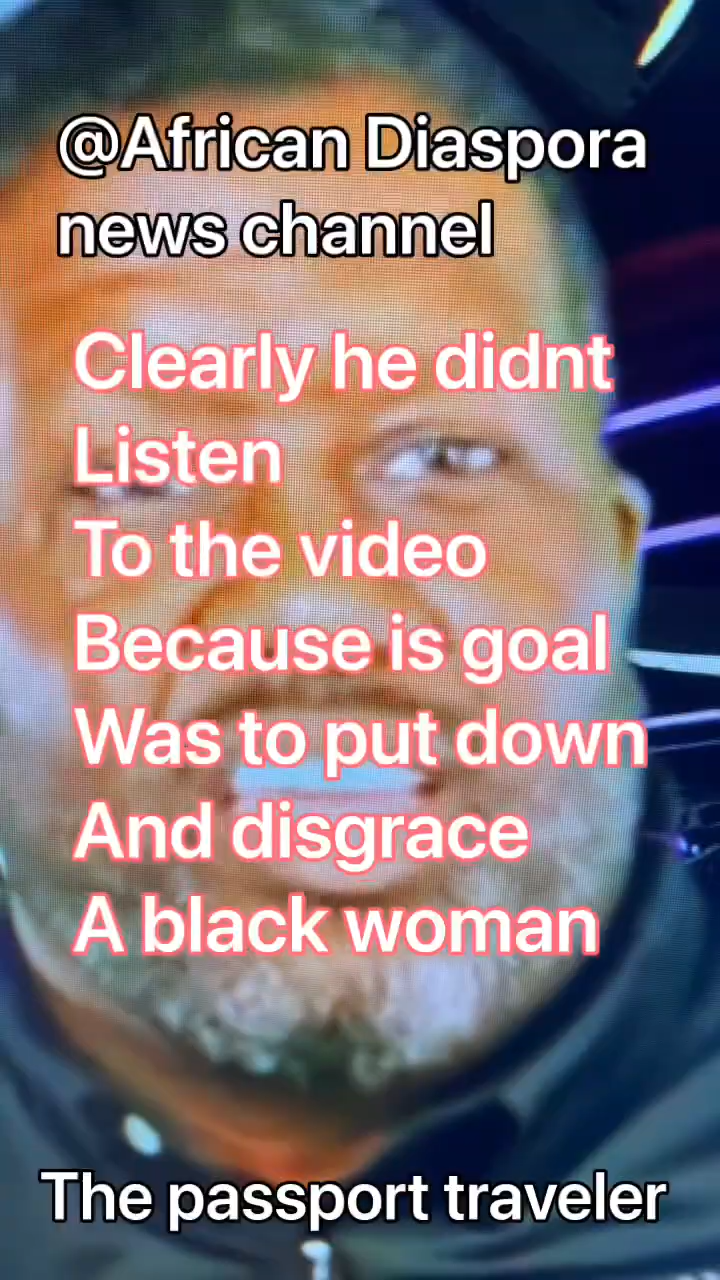 @African Diaspora
news channel
Clearly he didnt
Listen
To the video
Because is goal
Was to put down
And disgrace
A black woman
The passport traveler